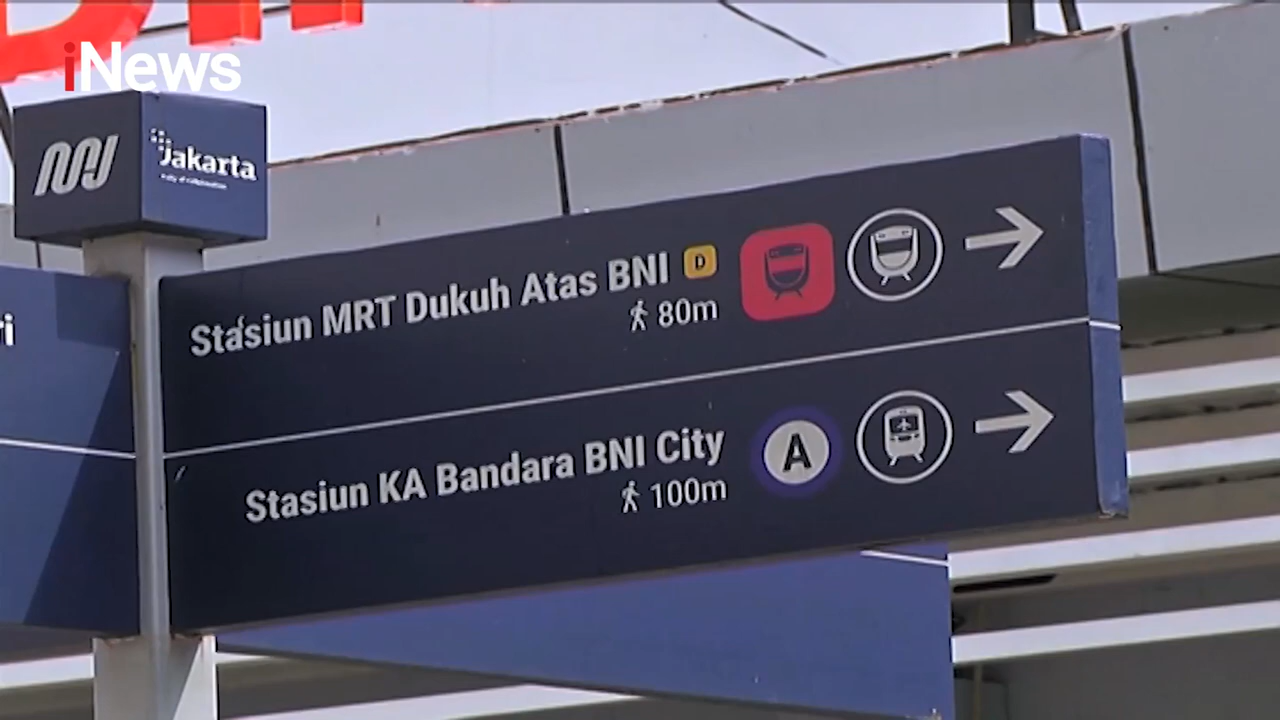 iNews
Jakarta
Stasiun MRT Dukuh Atas BNI D
80m
Stasiun KA Bandara BNI City A
100m